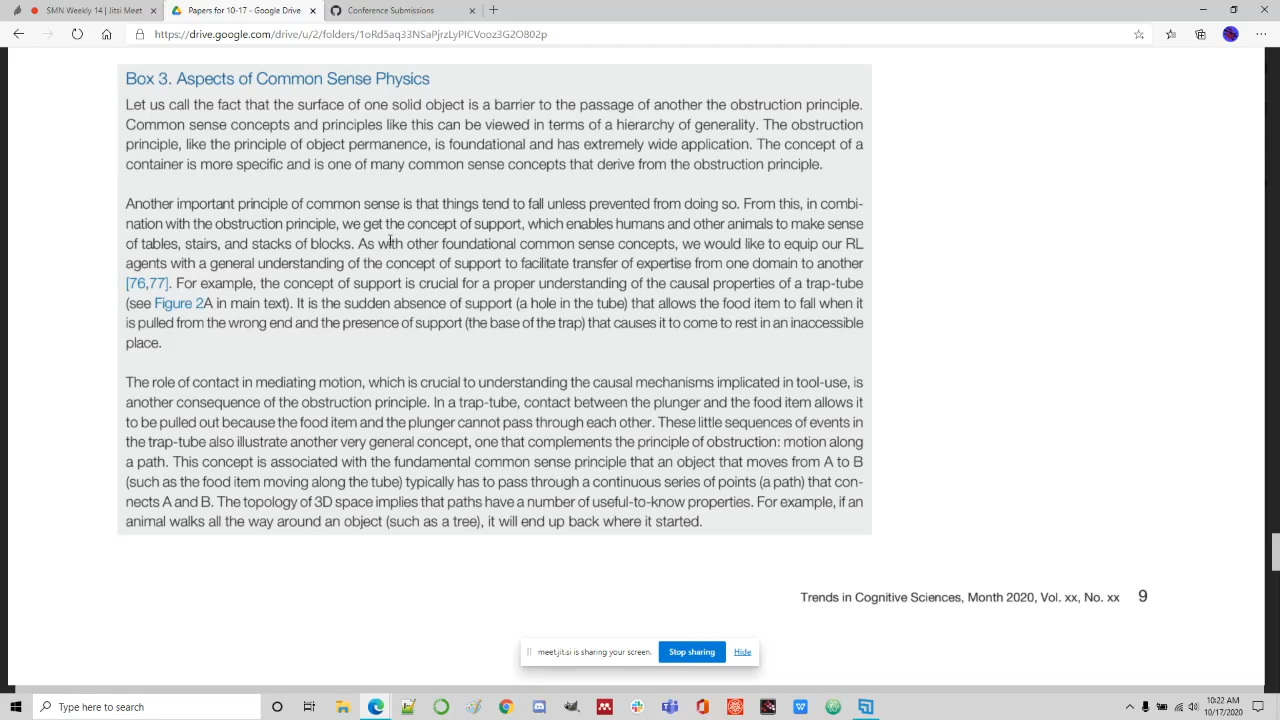 SMN Weekly 14 | Jitsi Meet
Papers for 10-17 - Google Drive
Conference Submissions
https://drive.google.com/drive/u/2/folders/1oRd5aq33NSaPjrzLyPICVooz3G2O802p
Box 3. Aspects of Common Sense Physics
Let us call the fact that the surface of one solid object is a barrier to the passage of another the obstruction principle.
Common sense concepts and principles like this can be viewed in terms of a hierarchy of generality. The obstruction
principle, like the principle of object permanence, is foundational and has extremely wide application. The concept of a
container is more specific and is one of many common sense concepts that derive from the obstruction principle.
Another important principle of common sense is that things tend to fall unless prevented from doing so. From this, in combi-
nation with the obstruction principle, we get the concept of support, which enables humans and other animals to make sense
of tables, stairs, and stacks of blocks. As with other foundational common sense concepts, we would like to equip our RL
agents with a general understanding of the concept of support to facilitate transfer of expertise from one domain to another
[76,77]. For example, the concept of support is crucial for a proper understanding of the causal properties of a trap-tube
(see Figure 2A in main text). It is the sudden absence of support (a hole in the tube) that allows the food item to fall when it
is pulled from the wrong end and the presence of support (the base of the trap) that causes it to come to rest in an inaccessible
place.
The role of contact in mediating motion, which is crucial to understanding the causal mechanisms implicated in tool-use, is
another consequence of the obstruction principle. In a trap-tube, contact between the plunger and the food item allows it
to be pulled out because the food item and the plunger cannot pass through each other. These little sequences of events in
the trap-tube also illustrate another very general concept, one that complements the principle of obstruction: motion along
a path. This concept is associated with the fundamental common sense principle that an object that moves from A to B
(such as the food item moving along the tube) typically has to pass through a continuous series of points (a path) that con-
nects A and B. The topology of 3D space implies that paths have a number of useful-to-know properties. For example, if an
animal walks all the way around an object (such as a tree), it will end up back where it started.
Trends in Cognitive Sciences, Month 2020, Vol. xx, No. xx 9
meet.jit.si is sharing your screen. Stop sharing Hide
Type here to search
10:22 AM
10/17/2020